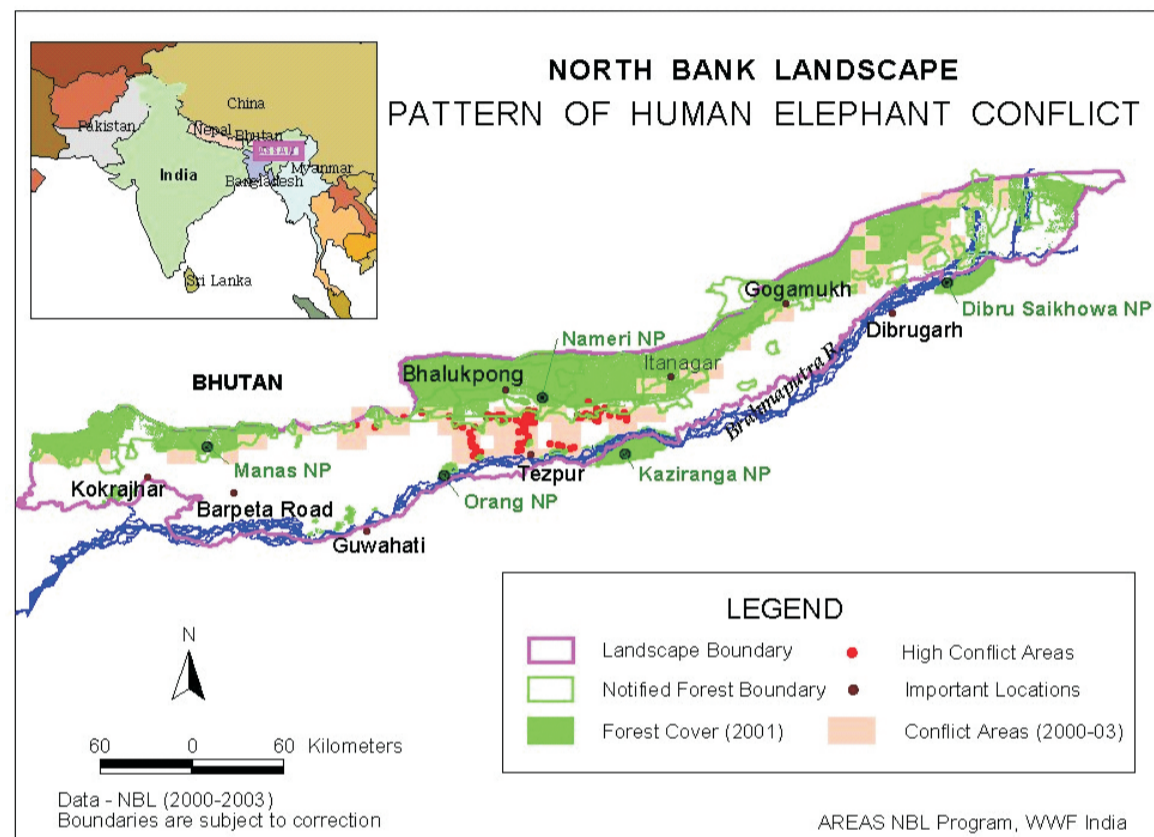 NORTH BANK LANDSCAPE
PATTERN OF HUMAN ELEPHANT CONFLICT
China
Pakistan
Nepal
Bhutan
India
Bangladesh
Myanmar
Sri Lanka
Gogamukh
Dibru Saikhowa NP
Dibrugarh
Nameri NP
Itanagar
Bhalukpong
BHUTAN
Brahmaputra R.
Manas NP
Tezpur
Kaziranga NP
Kokrajhar
Orang NP
Barpeta Road
Guwahati
LEGEND
Landscape Boundary
High Conflict Areas
Notified Forest Boundary
Important Locations
Forest Cover (2001)
Conflict Areas (2000-03)
N
60 0 60 Kilometers
Data - NBL (2000-2003)
Boundaries are subject to correction
AREAS NBL Program, WWF India